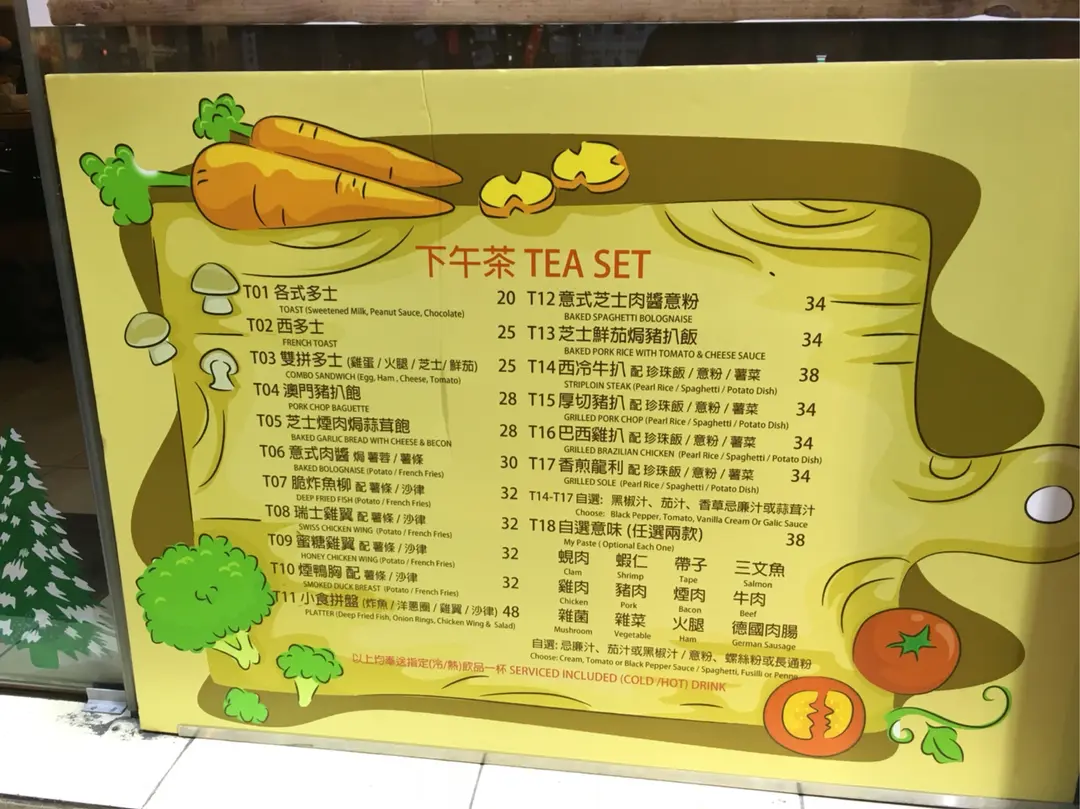 下午茶 TEA SET
T01 各式多士 20
TOAST (Sweetened Milk, Peanut Sauce, Chocolate)
T02 西多士 25
FRENCH TOAST
T03 雙拼多士 (雞蛋 / 火腿 / 芝士 / 鮮茄) 25
COMBO SANDWICH (Egg, Ham , Cheese, Tomato)
T04 澳門豬扒飽 28
PORK CHOP BAGUETTE
T05 芝士煙肉焗蒜茸飽 28
BAKED GARLIC BREAD WITH CHEESE & BECON
T06 意式肉醬 焗 薯蓉 / 薯條 30
BAKED BOLOGNAISE (Potato / French Fries)
T07 脆炸魚柳 配 薯條 / 沙律 32
DEEP FRIED FISH (Potato / French Fries)
T08 瑞士雞翼 配 薯條 / 沙律 32
SWISS CHICKEN WING (Potato / French Fries)
T09 蜜糖雞翼 配 薯條 / 沙律 32
HONEY CHICKEN WING (Potato / French Fries)
T10 煙鴨胸 配 薯條 / 沙律 32
SMOKED DUCK BREAST (Potato / French Fries)
T11 小食拼盤 (炸魚 / 洋蔥圈 / 雞翼 / 沙律) 48
FLATTER (Deep Fried Fish, Onion Rings, Chicken Wing & Salad)
T12 意式芝士肉醬意粉 34
BAKED SPAGHETTI BOLOGNAISE
T13 芝士鮮茄焗豬扒飯 34
BAKED PORK RICE WITH TOMATO & CHEESE SAUCE
T14 西冷牛扒 配 珍珠飯 / 意粉 / 薯菜 38
STRIPLOIN STEAK (Pearl Rice / Spaghetti / Potato Dish)
T15 厚切豬扒 配 珍珠飯 / 意粉 / 薯菜 34
GRILLED PORK CHOP (Pearl Rice / Spaghetti / Potato Dish)
T16 巴西雞扒 配 珍珠飯 / 意粉 / 薯菜 34
GRILLED BRAZILIAN CHICKEN (Pearl Rice / Spaghetti / Potato Dish)
T17 香煎龍利 配 珍珠飯 / 意粉 / 薯菜 34
GRILLED SOLE (Pearl Rice / Spaghetti / Potato Dish)
T14-T17 自選: 黑椒汁、茄汁、香草忌廉汁或蒜茸汁
Choose: Black Pepper, Tomato, Vanilla Cream Or Galic Sauce
T18 自選意味 (任選兩款) 38
My Paste ( Optional Each One)
蜆肉 蝦仁 帶子 三文魚
Clam Shrimp Tape Salmon
雞肉 豬肉 煙肉 牛肉
Chicken Pork Bacon Beef
雜菌 雜菜 火腿 德國肉腸
Mushroom Vegetable Ham German Sausage
自選: 忌廉汁、茄汁或黑椒汁 / 意粉、螺絲粉或長通粉
Choose: Cream, Tomato or Black Pepper Sauce / Spaghetti, Fusilli or Penne
以上均奉送指定(冷/熱)飲品一杯 SERVICED INCLUDED (COLD /HOT) DRINK